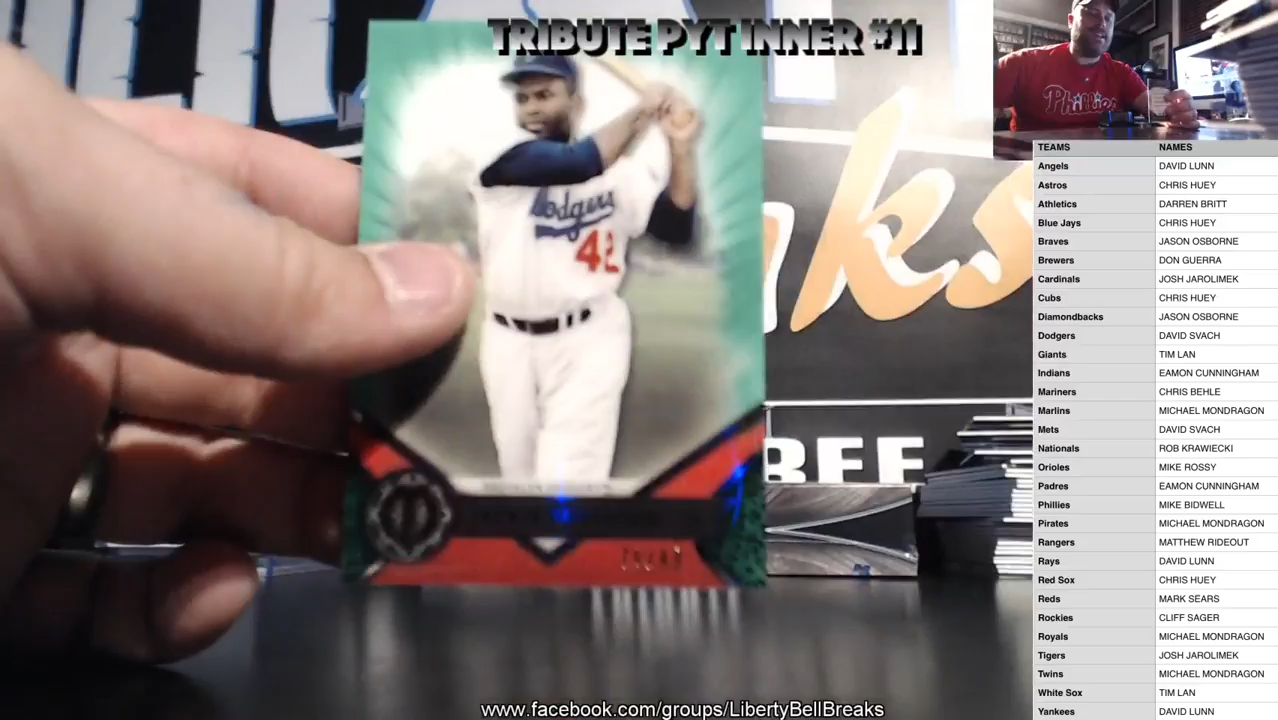 TRIBUTE PYT INNER #11
Phillies
Dodgers
42
nks
BFF
TEAMS NAMES
Angels DAVID LUNN
Astros CHRIS HUEY
Athletics DARREN BRITT
Blue Jays CHRIS HUEY
Braves JASON OSBORNE
Brewers DON GUERRA
Cardinals JOSH JAROLIMEK
Cubs CHRIS HUEY
Diamondbacks JASON OSBORNE
Dodgers DAVID SVACH
Giants TIM LAN
Indians EAMON CUNNINGHAM
Mariners CHRIS BEHLE
Marlins MICHAEL MONDRAGON
Mets DAVID SVACH
Nationals ROB KRAWIECKI
Orioles MIKE ROSSY
Padres EAMON CUNNINGHAM
Phillies MIKE BIDWELL
Pirates MICHAEL MONDRAGON
Rangers MATTHEW RIDEOUT
Rays DAVID LUNN
Red Sox CHRIS HUEY
Reds MARK SEARS
Rockies CLIFF SAGER
Royals MICHAEL MONDRAGON
Tigers JOSH JAROLIMEK
Twins MICHAEL MONDRAGON
White Sox TIM LAN
Yankees DAVID LUNN
www.facebook.com/groups/LibertyBellBreaks